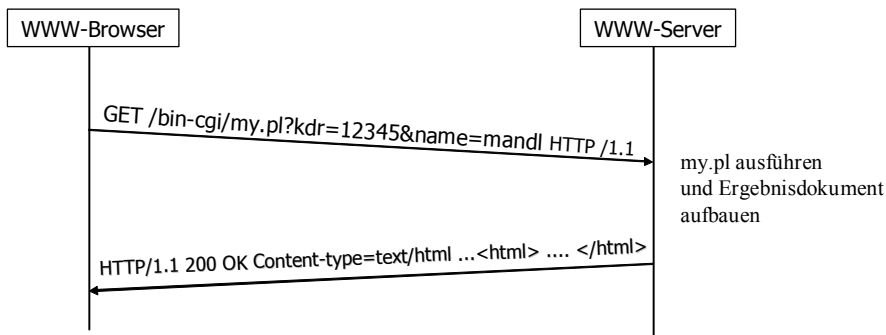 WWW-Browser
WWW-Server
GET /bin-cgi/my.pl?kdr=12345&name=mandl HTTP /1.1
my.pl ausführen
und Ergebnisdokument
aufbauen
HTTP/1.1 200 OK Content-type=text/html ...<html> .... </html>